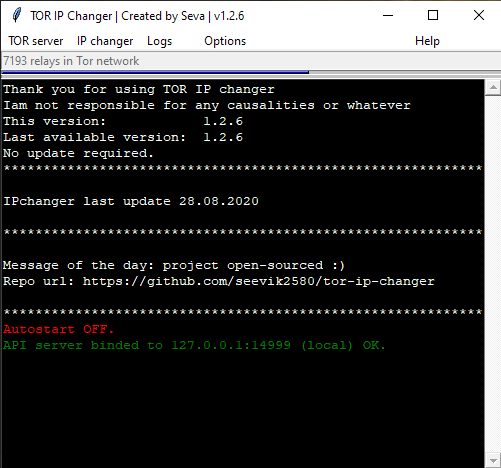 TOR IP Changer | Created by Seva | v1.2.6
TOR server IP changer Logs Options Help
7193 relays in Tor network
Thank you for using TOR IP changer
Iam not responsible for any causalities or whatever
This version: 1.2.6
Last available version: 1.2.6
No update required.
************************************************************
IPchanger last update 28.08.2020
************************************************************
Message of the day: project open-sourced :)
Repo url: https://github.com/seevik2580/tor-ip-changer
************************************************************
Autostart OFF.
API server binded to 127.0.0.1:14999 (local) OK.